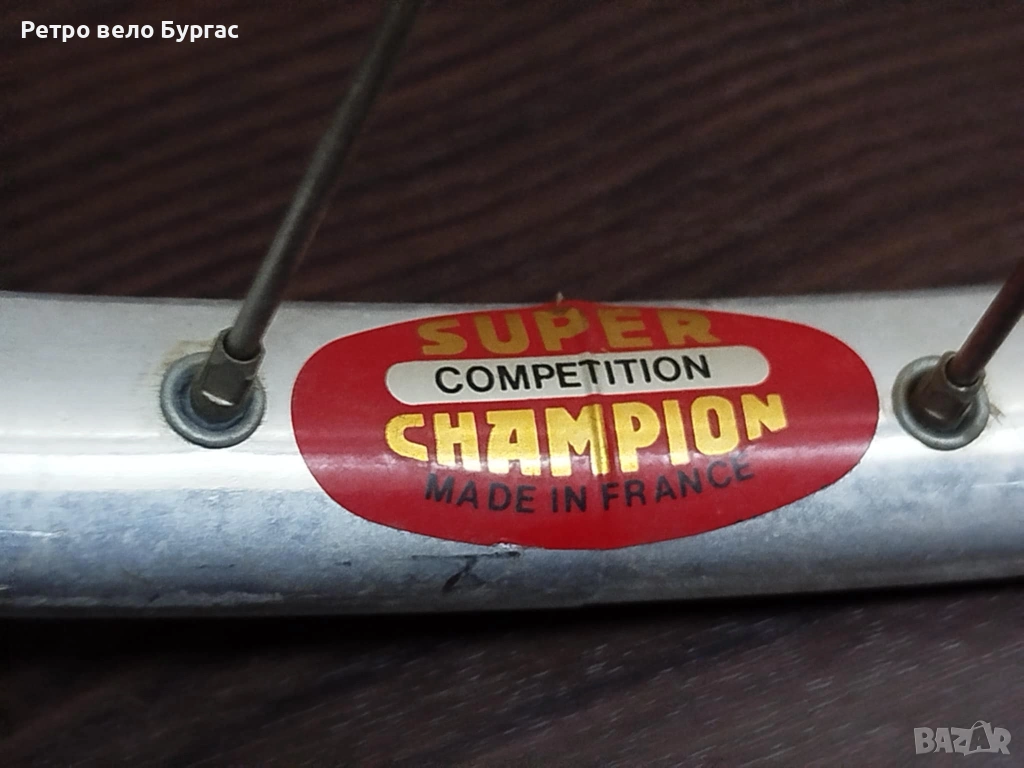 Ретро вело Бургас
SUPER
COMPETITION
CHAMPION
MADE IN FRANCE
BAZAR